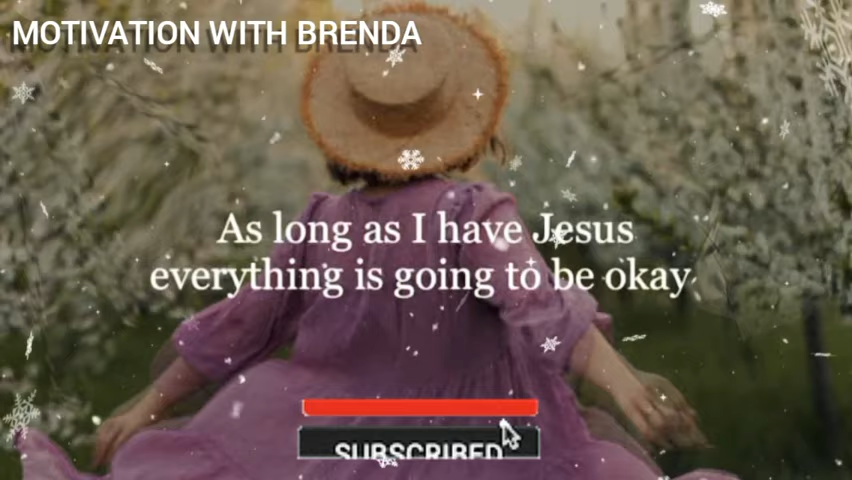 MOTIVATION WITH BRENDA
As long as I have Jesus
everything is going to be okay
SUBSCRIBED